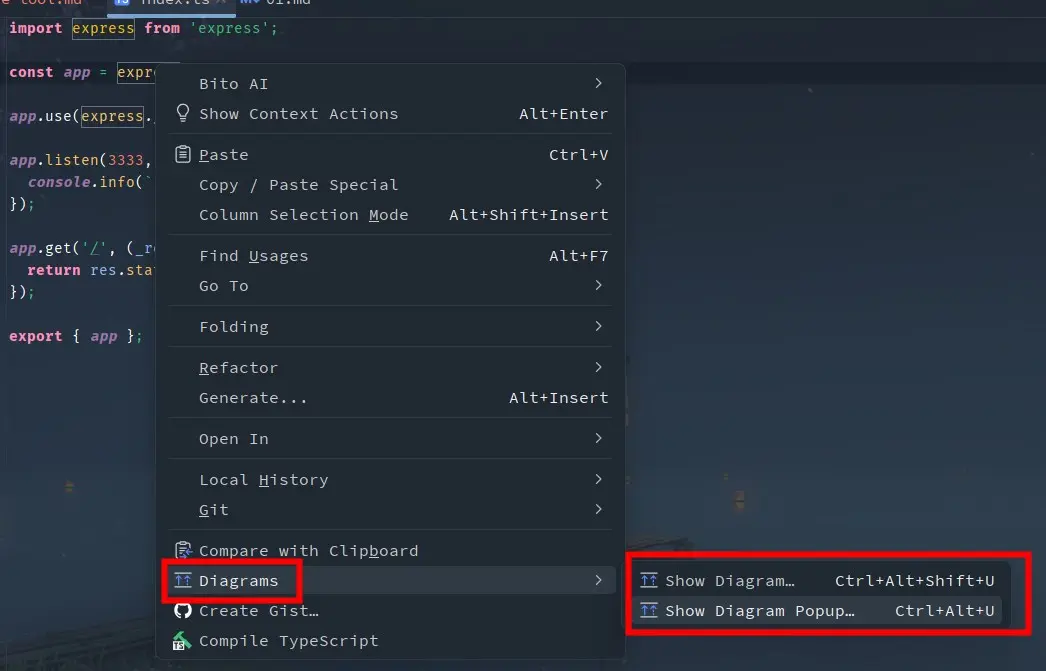 index.ts
01.md
import express from 'express';
const app = expr
app.use(express.
app.listen(3333,
console.info(`
});
app.get('/', (_re
return res.sta
});
export { app };
Bito AI
Show Context Actions Alt+Enter
Paste Ctrl+V
Copy / Paste Special
Column Selection Mode Alt+Shift+Insert
Find Usages Alt+F7
Go To
Folding
Refactor
Generate... Alt+Insert
Open In
Local History
Git
Compare with Clipboard
Diagrams
Create Gist…
Compile TypeScript
Show Diagram… Ctrl+Alt+Shift+U
Show Diagram Popup… Ctrl+Alt+U